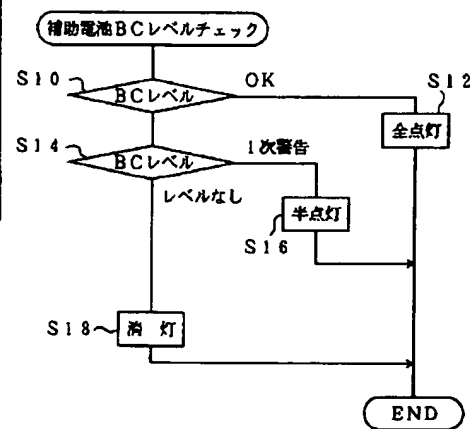 補助電池BCレベルチェック
S10
BCレベル
OK
S12
全点灯
S14
BCレベル
1次警告
レベルなし
半点灯
S16
S18
消 灯
END